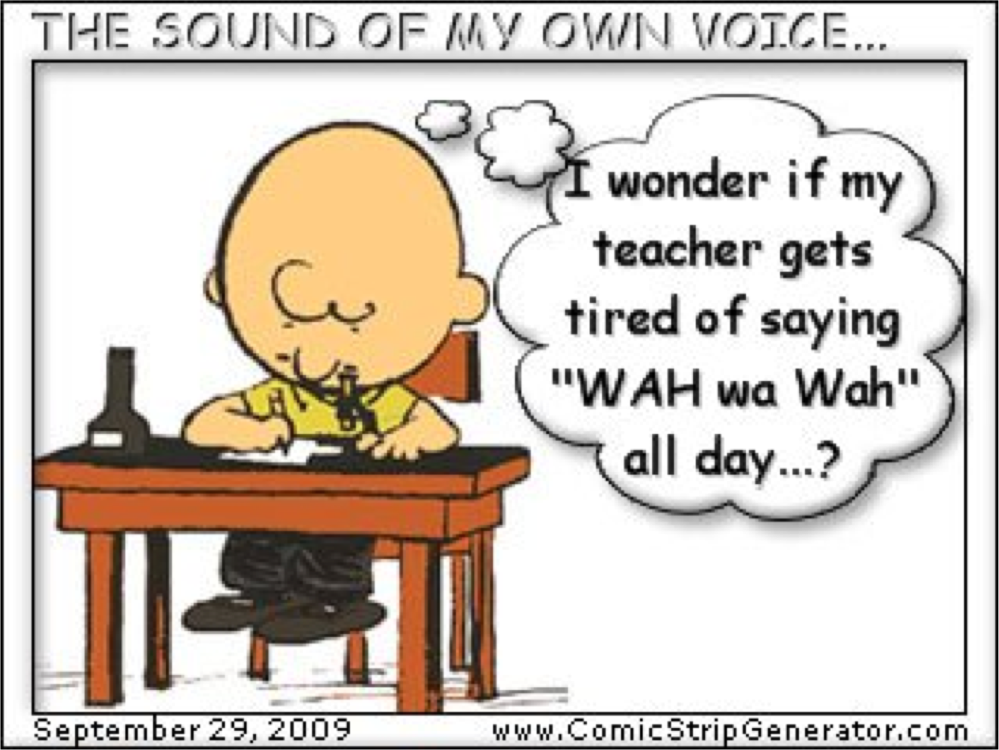 THE SOUND OF MY OWN VOICE...
I wonder if my
teacher gets
tired of saying
"WAH wa Wah"
all day...?
September 29, 2009
www.ComicStripGenerator.com